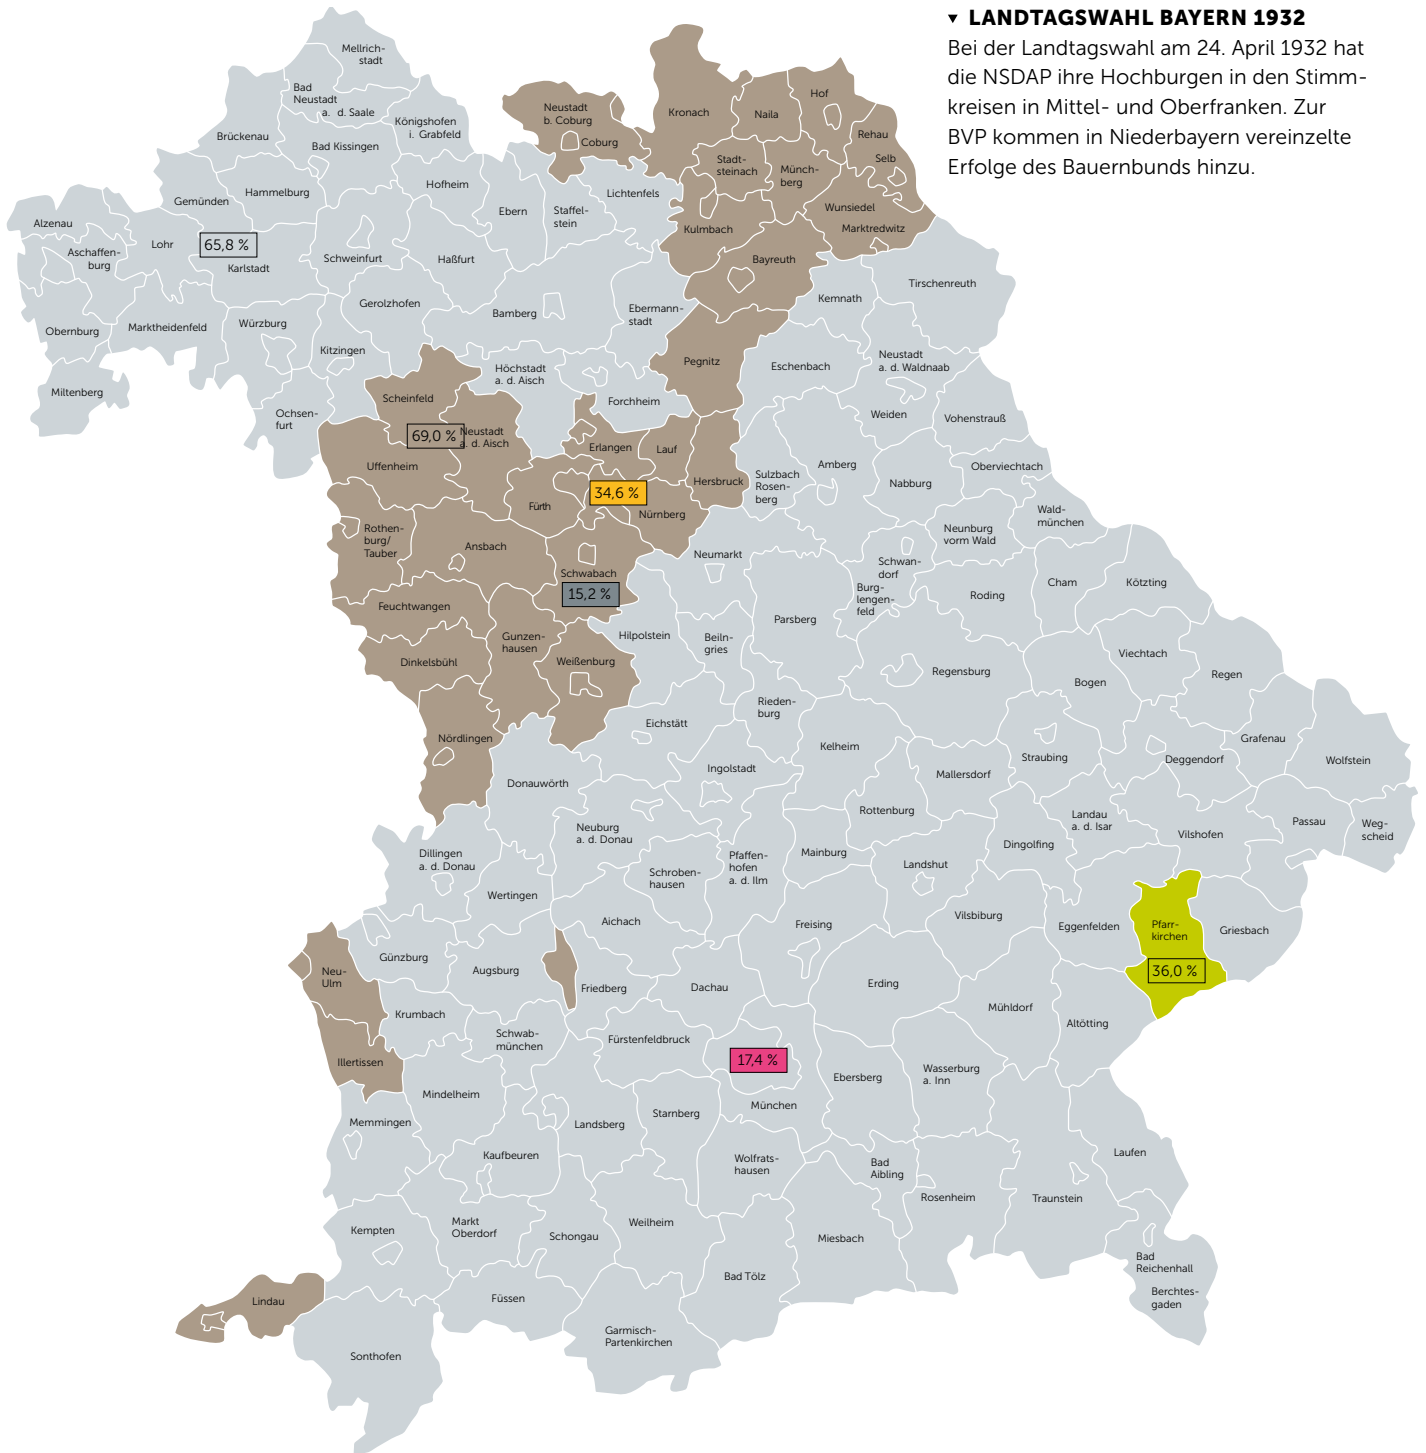 ▼ LANDTAGSWAHL BAYERN 1932
Bei der Landtagswahl am 24. April 1932 hat
die NSDAP ihre Hochburgen in den Stimm-
kreisen in Mittel- und Oberfranken. Zur
BVP kommen in Niederbayern vereinzelte
Erfolge des Bauernbunds hinzu.
Mellrich-
stadt
Bad
Neustadt
a. d. Saale
Königshofen
i. Grabfeld
Brückenau
Bad Kissingen
Hammelburg
Gemünden
Hofheim
Ebern
Staffel-
stein
Lichtenfels
Neustadt
b. Coburg
Coburg
Kronach
Naila
Hof
Rehau
Selb
Stadt-
steinach
Münch-
berg
Wunsiedel
Marktredwitz
Kulmbach
Bayreuth
Alzenau
Aschaffen-
burg
Lohr
65,8 %
Karlstadt
Schweinfurt
Haßfurt
Gerolzhofen
Bamberg
Ebermann-
stadt
Kemnath
Tirschenreuth
Obernburg
Marktheidenfeld
Würzburg
Kitzingen
Miltenberg
Ochsen-
furt
Scheinfeld
Höchstadt
a. d. Aisch
Forchheim
Pegnitz
Eschenbach
Neustadt
a. d. Waldnaab
Weiden
Vohenstrauß
69,0 %
Neustadt
a. d. Aisch
Uffenheim
Erlangen
Lauf
Hersbruck
Sulzbach
Rosen-
berg
Amberg
Nabburg
Oberviechtach
Fürth
34,6 %
Nürnberg
Rothen-
burg/
Tauber
Ansbach
Schwabach
15,2 %
Neumarkt
Schwan-
dorf
Neunburg
vorm Wald
Wald-
münchen
Burg-
lengen-
feld
Roding
Cham
Kötzting
Feuchtwangen
Gunzen-
hausen
Dinkelsbühl
Weißenburg
Hilpolstein
Beiln-
gries
Parsberg
Regensburg
Bogen
Viechtach
Regen
Nördlingen
Eichstätt
Rieden-
burg
Kelheim
Ingolstadt
Mallersdorf
Straubing
Deggendorf
Grafenau
Wolfstein
Donauwörth
Neuburg
a. d. Donau
Rottenburg
Landau
a. d. Isar
Vilshofen
Passau
Weg-
scheid
Dillingen
a. d. Donau
Wertingen
Schroben-
hausen
Pfaffen-
hofen
a. d. Ilm
Mainburg
Landshut
Dingolfing
Aichach
Freising
Vilsbiburg
Eggenfelden
Pfarr-
kirchen
36,0 %
Griesbach
Neu-
Ulm
Günzburg
Augsburg
Friedberg
Dachau
Erding
Mühldorf
Altötting
Krumbach
Schwab-
münchen
Fürstenfeldbruck
17,4 %
München
Ebersberg
Wasserburg
a. Inn
Illertissen
Mindelheim
Memmingen
Landsberg
Starnberg
Kaufbeuren
Wolfrats-
hausen
Bad
Aibling
Rosenheim
Traunstein
Laufen
Kempten
Markt
Oberdorf
Schongau
Weilheim
Miesbach
Bad Tölz
Bad
Reichenhall
Berchtes-
gaden
Lindau
Füssen
Garmisch-
Partenkirchen
Sonthofen